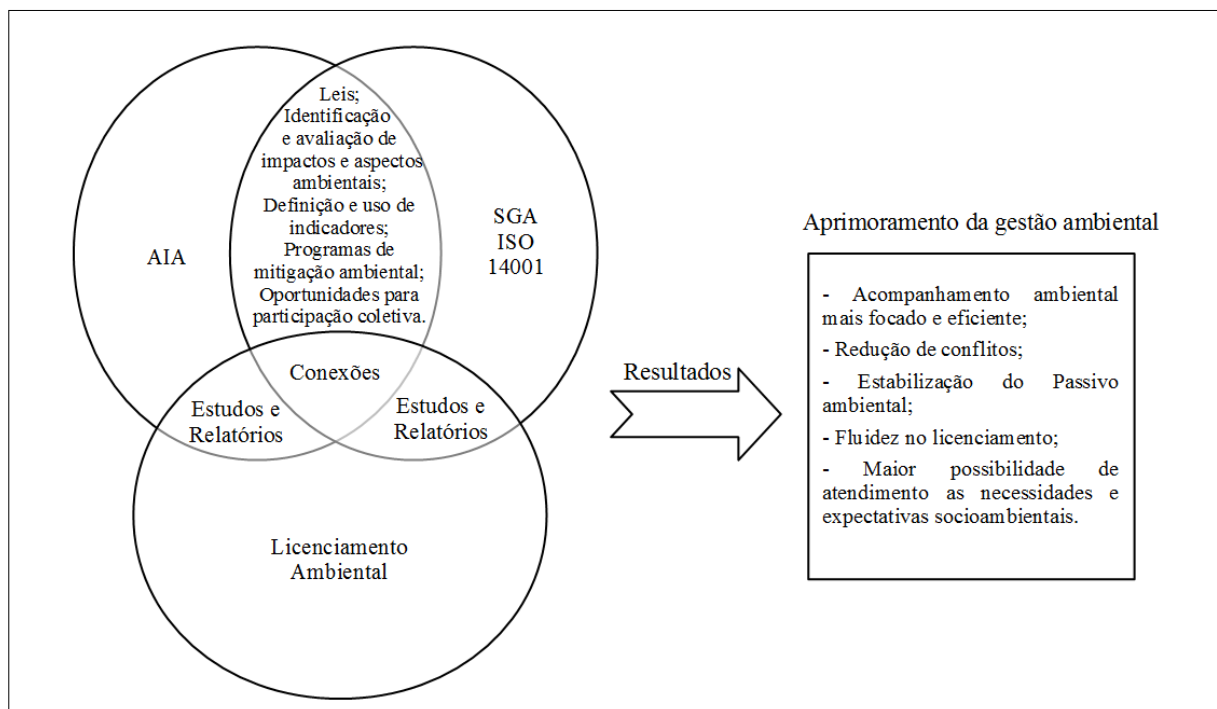 Leis;
Identificação
e avaliação de
impactos e aspectos
ambientais;
Definição e uso de
indicadores;
Programas de
mitigação ambiental;
Oportunidades para
participação coletiva.
AIA
SGA
ISO
14001
Conexões
Estudos e
Relatórios
Estudos e
Relatórios
Licenciamento
Ambiental
Resultados
Aprimoramento da gestão ambiental
- Acompanhamento ambiental
mais focado e eficiente;
- Redução de conflitos;
- Estabilização do Passivo
ambiental;
- Fluidez no licenciamento;
- Maior possibilidade de
atendimento as necessidades e
expectativas socioambientais.